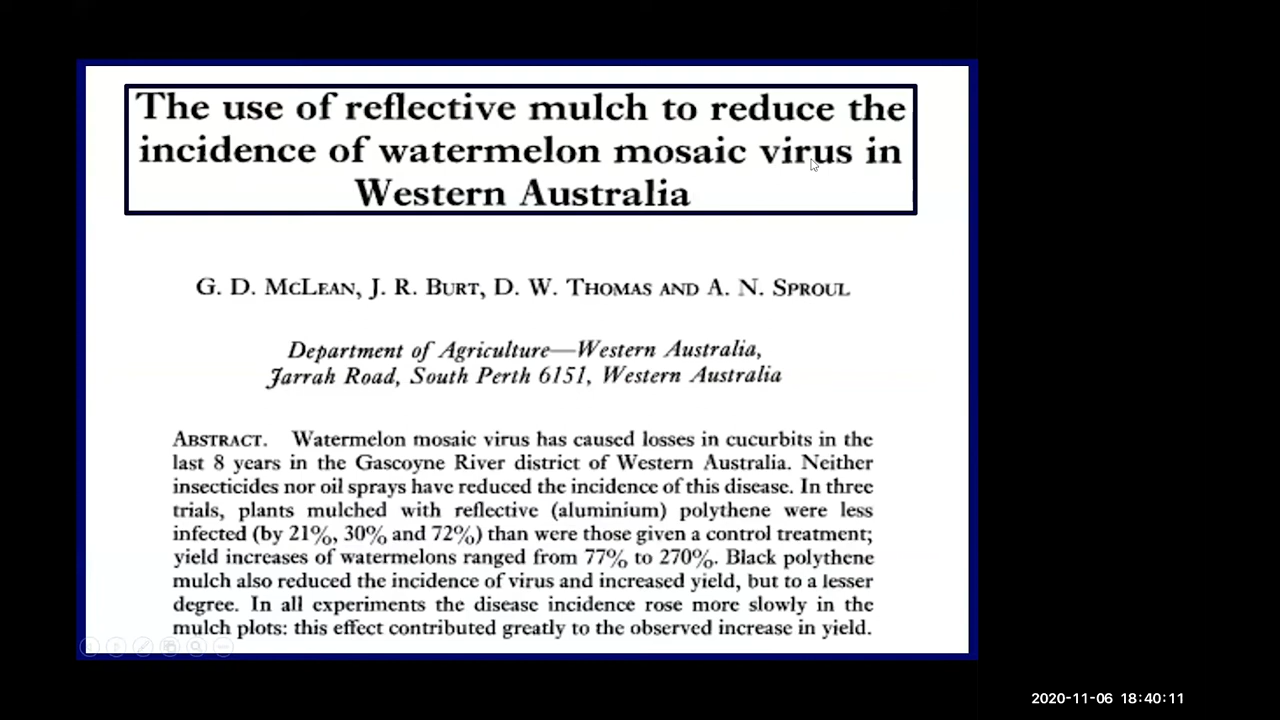 The use of reflective mulch to reduce the
incidence of watermelon mosaic virus in
Western Australia
G. D. McLean, J. R. Burt, D. W. Thomas and A. N. Sproul
Department of Agriculture—Western Australia,
Jarrah Road, South Perth 6151, Western Australia
Abstract. Watermelon mosaic virus has caused losses in cucurbits in the
last 8 years in the Gascoyne River district of Western Australia. Neither
insecticides nor oil sprays have reduced the incidence of this disease. In three
trials, plants mulched with reflective (aluminium) polythene were less
infected (by 21%, 30% and 72%) than were those given a control treatment;
yield increases of watermelons ranged from 77% to 270%. Black polythene
mulch also reduced the incidence of virus and increased yield, but to a lesser
degree. In all experiments the disease incidence rose more slowly in the
mulch plots: this effect contributed greatly to the observed increase in yield.
2020-11-06 18:40:11